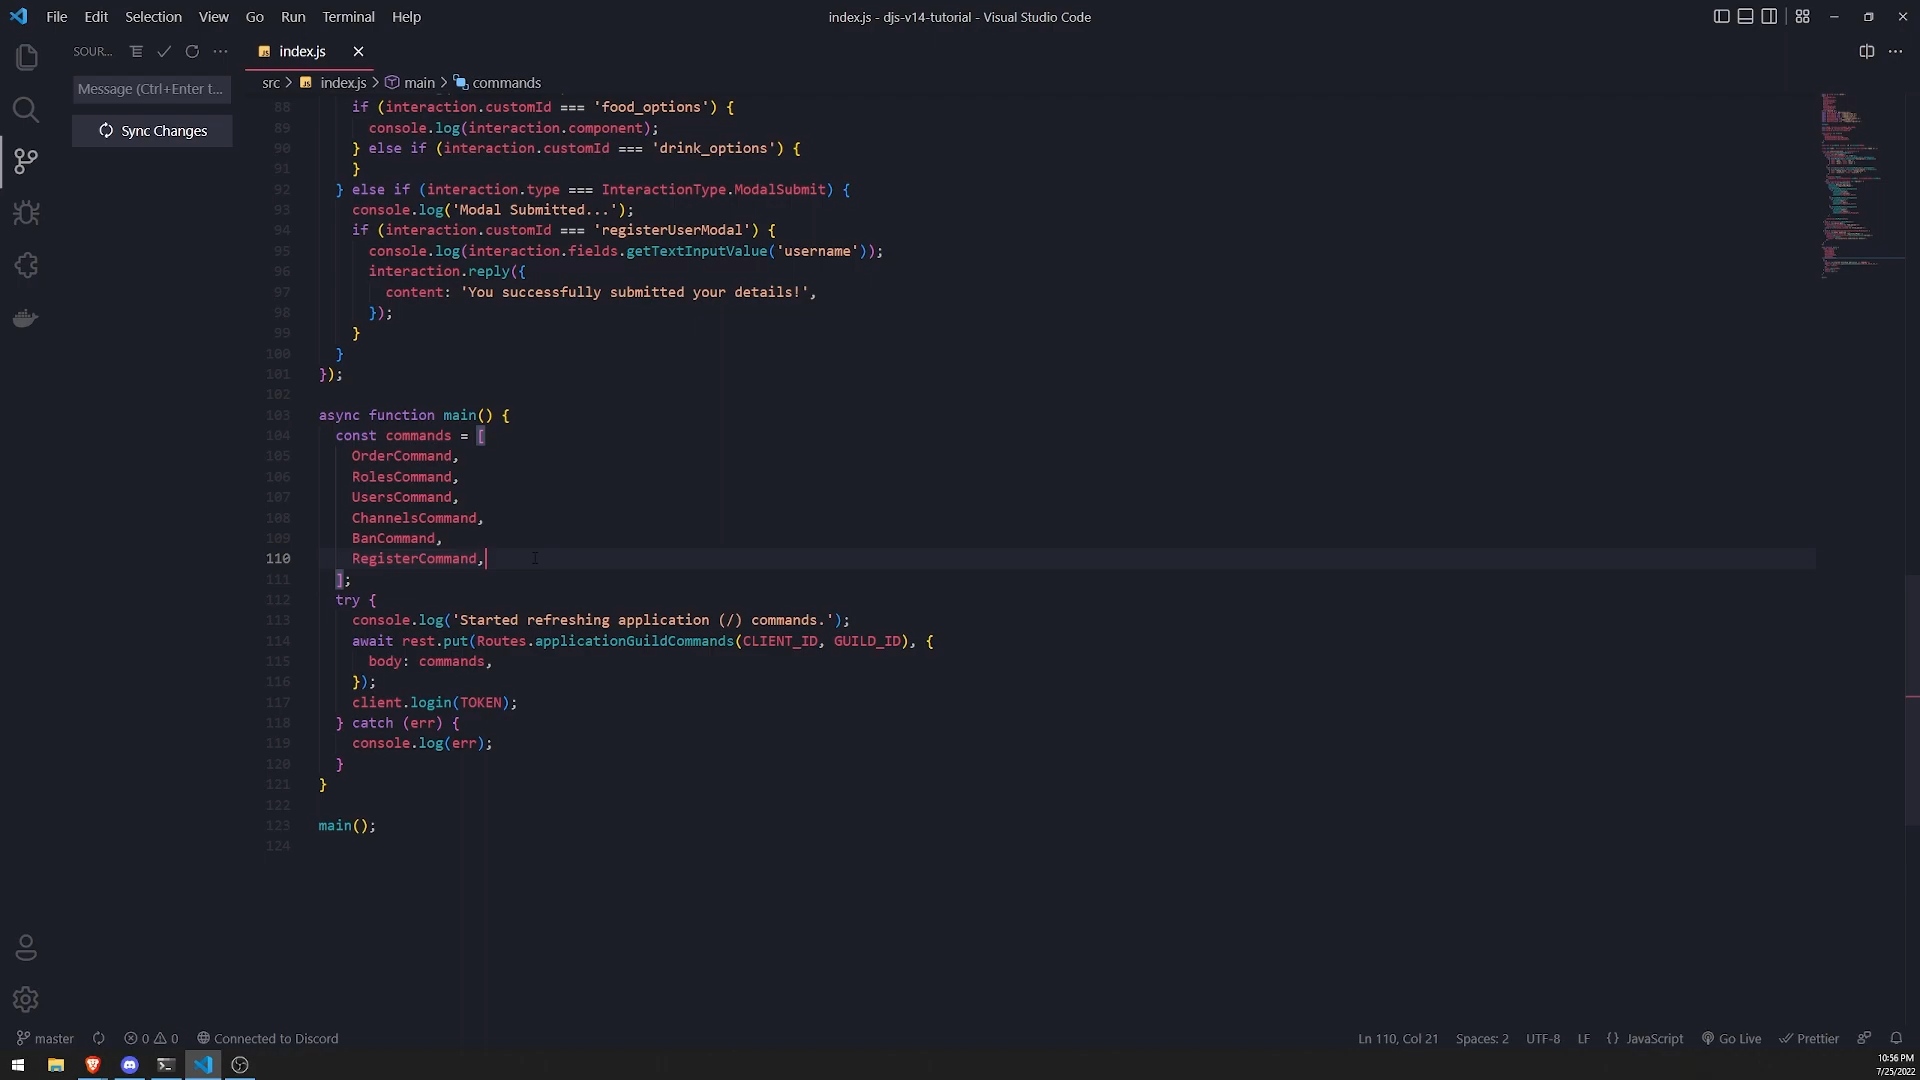 File Edit Selection View Go Run Terminal Help
index.js - djs-v14-tutorial - Visual Studio Code
SOUR...
index.js
src > index.js > main > commands
Message (Ctrl+Enter t...
Sync Changes
88 if (interaction.customId === 'food_options') {
89 console.log(interaction.component);
90 } else if (interaction.customId === 'drink_options') {
91 }
92 } else if (interaction.type === InteractionType.ModalSubmit) {
93 console.log('Modal Submitted...');
94 if (interaction.customId === 'registerUserModal') {
95 console.log(interaction.fields.getTextInputValue('username'));
96 interaction.reply({
97 content: 'You successfully submitted your details!',
98 });
99 }
100 }
101 });
102
103 async function main() {
104 const commands = [
105 OrderCommand,
106 RolesCommand,
107 UsersCommand,
108 ChannelsCommand,
109 BanCommand,
110 RegisterCommand,
111 ];
112 try {
113 console.log('Started refreshing application (/) commands.');
114 await rest.put(Routes.applicationGuildCommands(CLIENT_ID, GUILD_ID), {
115 body: commands,
116 });
117 client.login(TOKEN);
118 } catch (err) {
119 console.log(err);
120 }
121 }
122
123 main();
124
master 0 0 Connected to Discord
Ln 110, Col 21 Spaces: 2 UTF-8 LF {} JavaScript Go Live Prettier
10:56 PM
7/25/2022